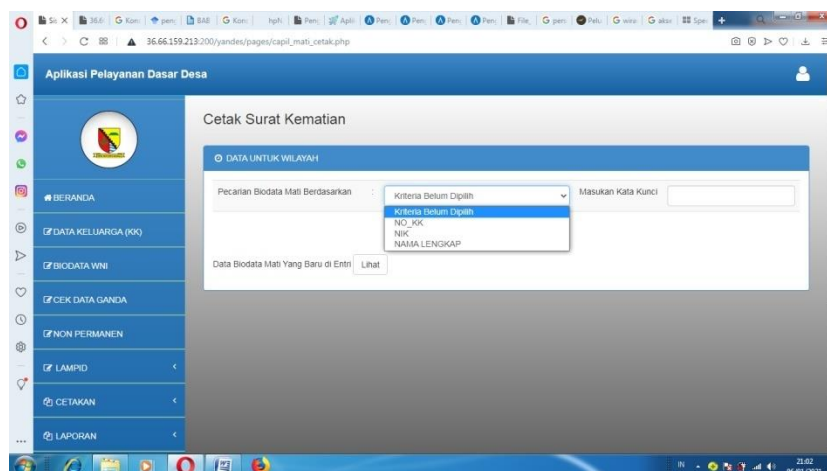 36.66.159.213:200/yandes/pages/capil_mati_cetak.php
Aplikasi Pelayanan Dasar Desa
Cetak Surat Kematian
DATA UNTUK WILAYAH
Pecarian Biodata Mati Berdasarkan : Kriteria Belum Dipilih Masukan Kata Kunci
Kriteria Belum Dipilih
NO_KK
NIK
NAMA LENGKAP
Data Biodata Mati Yang Baru di Entri Lihat
BERANDA
DATA KELUARGA (KK)
BIODATA WNI
CEK DATA GANDA
NON PERMANEN
LAMPID
CETAKAN
LAPORAN
IN
21:02